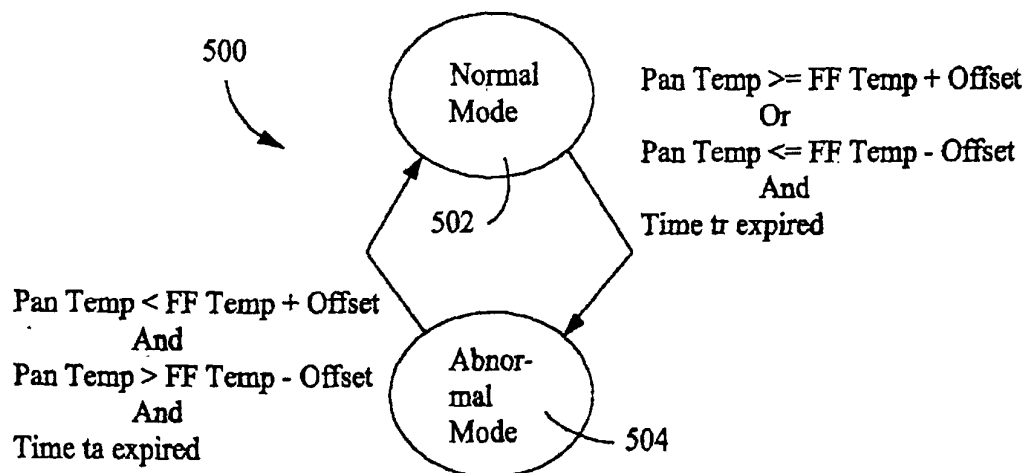 500
Normal
Mode
502
Pan Temp >= FF Temp + Offset
Or
Pan Temp <= FF Temp - Offset
And
Time tr expired
Pan Temp < FF Temp + Offset
And
Pan Temp > FF Temp - Offset
And
Time ta expired
Abnor-
mal
Mode
504